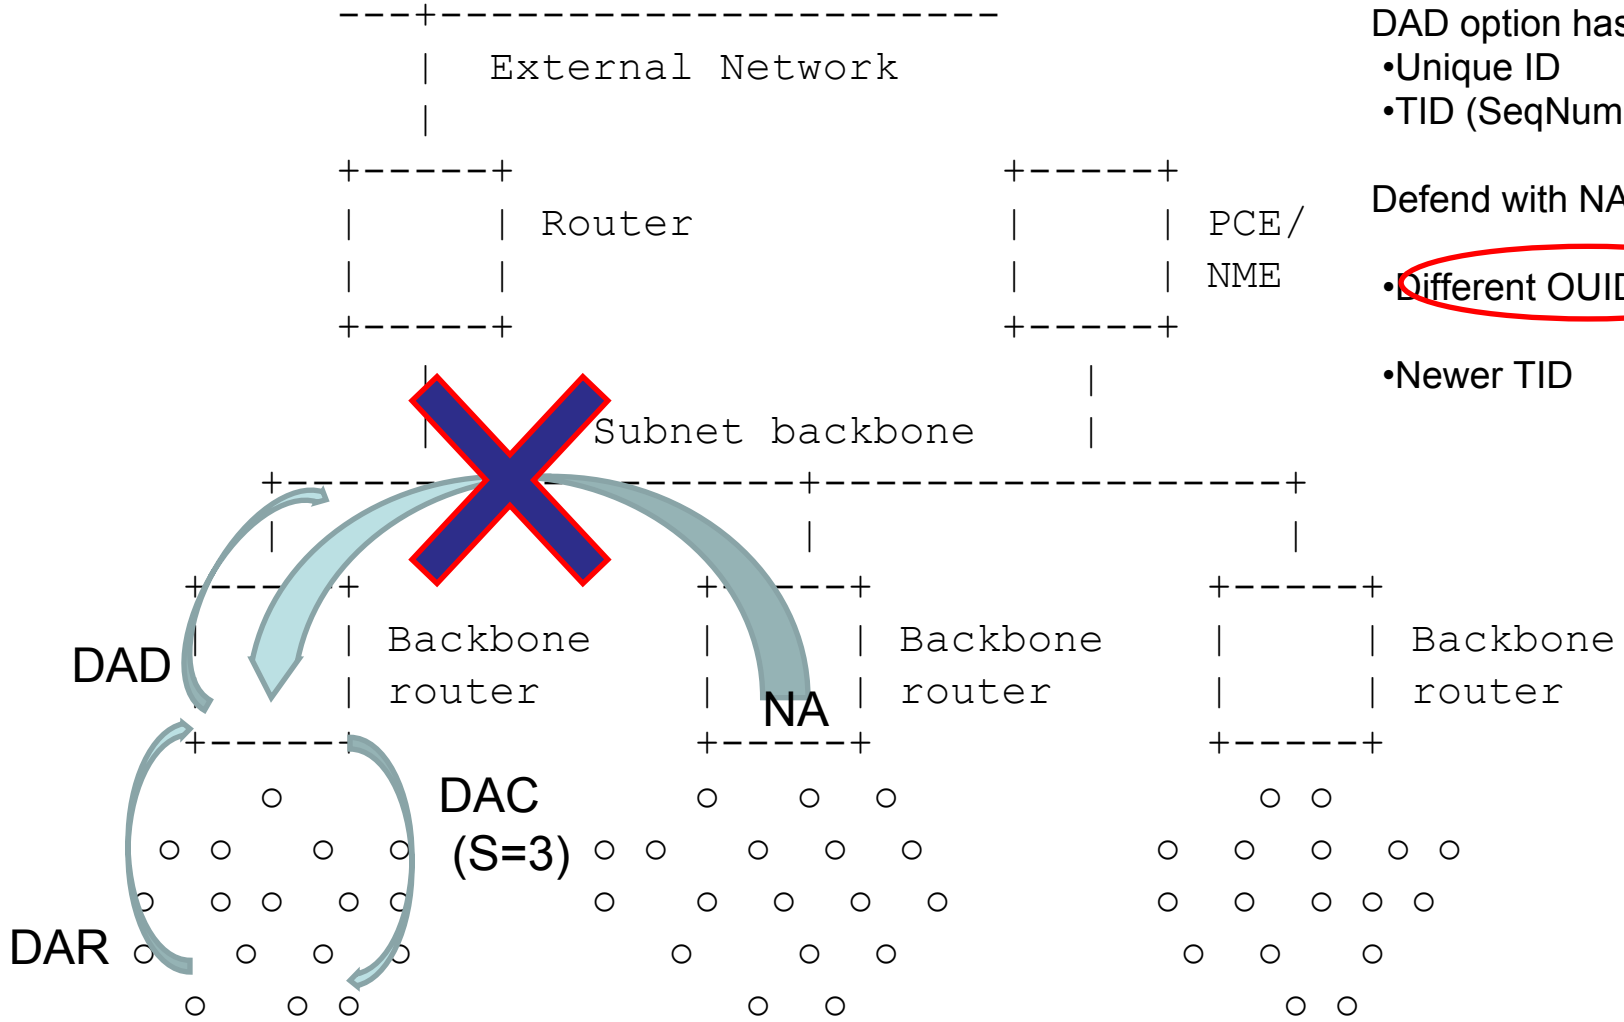 External Network
DAD option has
•Unique ID
•TID (SeqNum
Defend with NA
•Different OUID
•Newer TID
Router
PCE/
NME
Subnet backbone
DAD
Backbone
router
NA
Backbone
router
Backbone
router
DAC
(S=3)
DAR